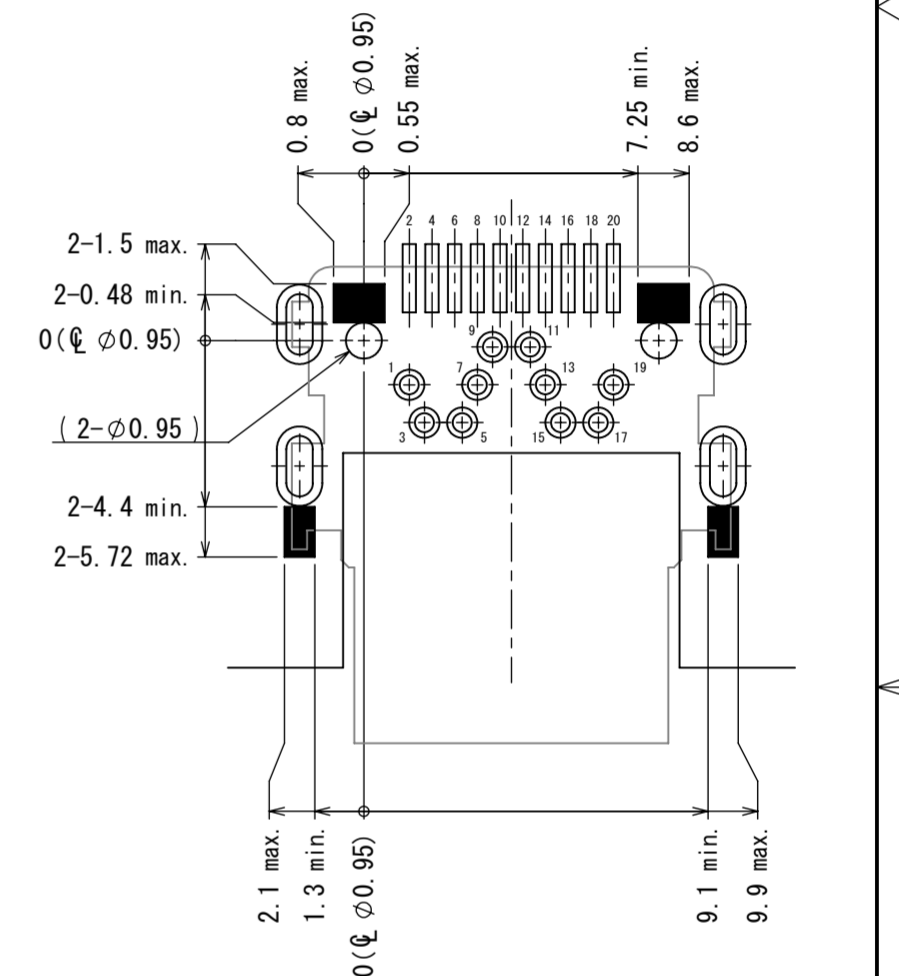 0.8 max.
0(℄ ⌀0.95)
0.55 max.
7.25 min.
8.6 max.
2 4 6 8 10 12 14 16 18 20
2-1.5 max.
2-0.48 min.
0(℄ ⌀0.95)
9 11
1 7 13 19
( 2-⌀0.95 )
3 5 15 17
2-4.4 min.
2-5.72 max.
2.1 max.
1.3 min.
0(℄ ⌀0.95)
9.1 min.
9.9 max.